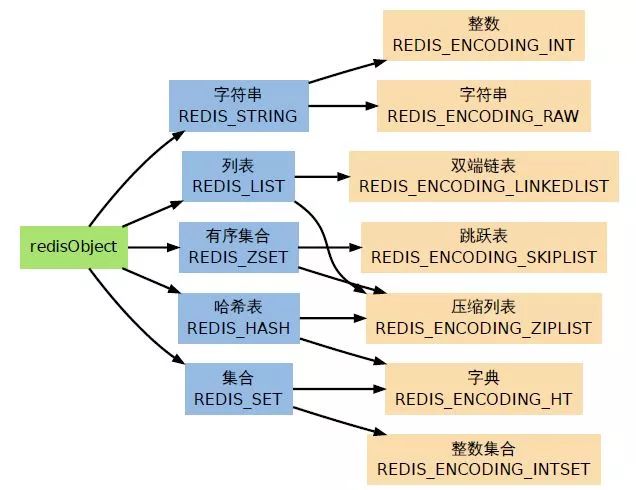 redisObject
字符串
REDIS_STRING
列表
REDIS_LIST
有序集合
REDIS_ZSET
哈希表
REDIS_HASH
集合
REDIS_SET
整数
REDIS_ENCODING_INT
字符串
REDIS_ENCODING_RAW
双端链表
REDIS_ENCODING_LINKEDLIST
跳跃表
REDIS_ENCODING_SKIPLIST
压缩列表
REDIS_ENCODING_ZIPLIST
字典
REDIS_ENCODING_HT
整数集合
REDIS_ENCODING_INTSET